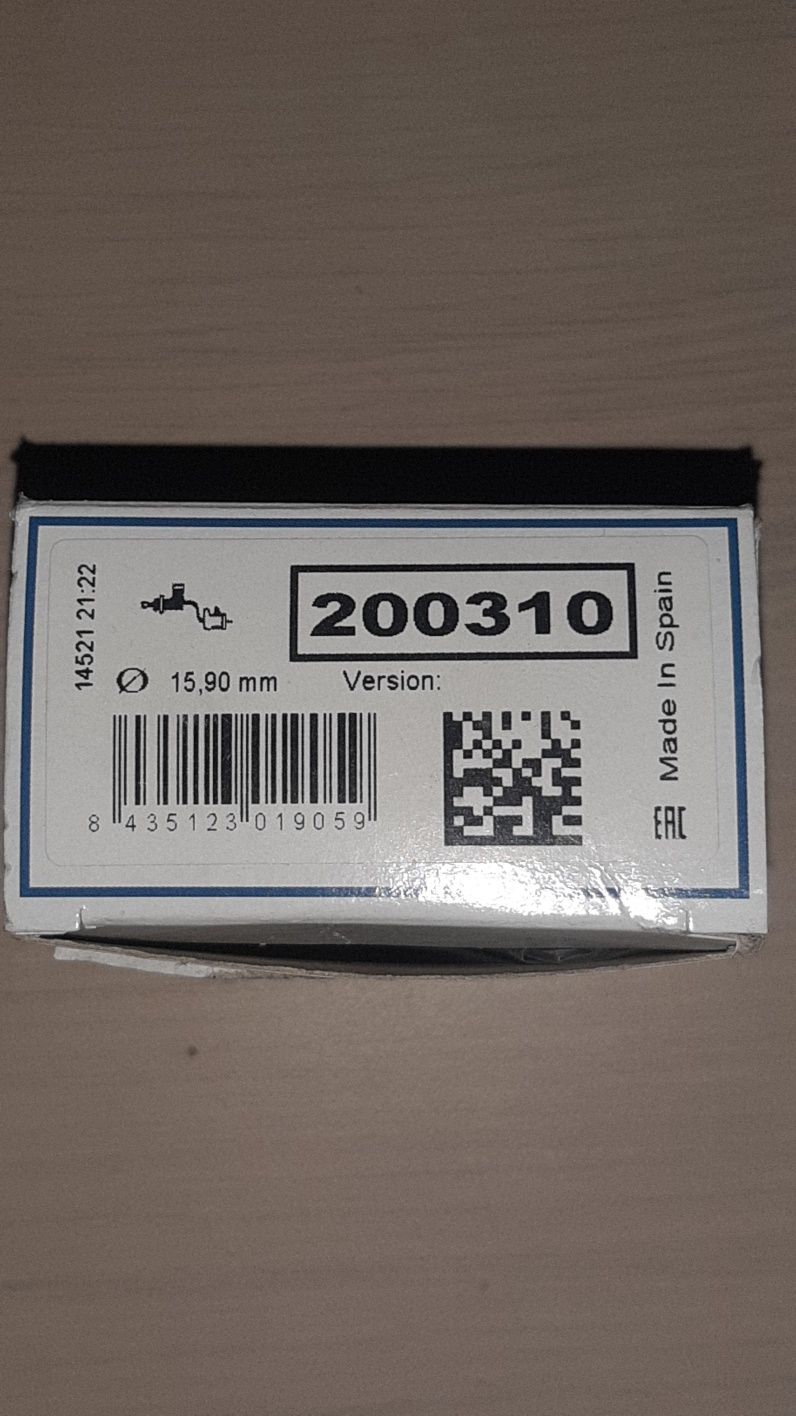 14521 21:22
200310
Ø 15,90 mm
Version:
8 435123 019059
Made In Spain
EAC